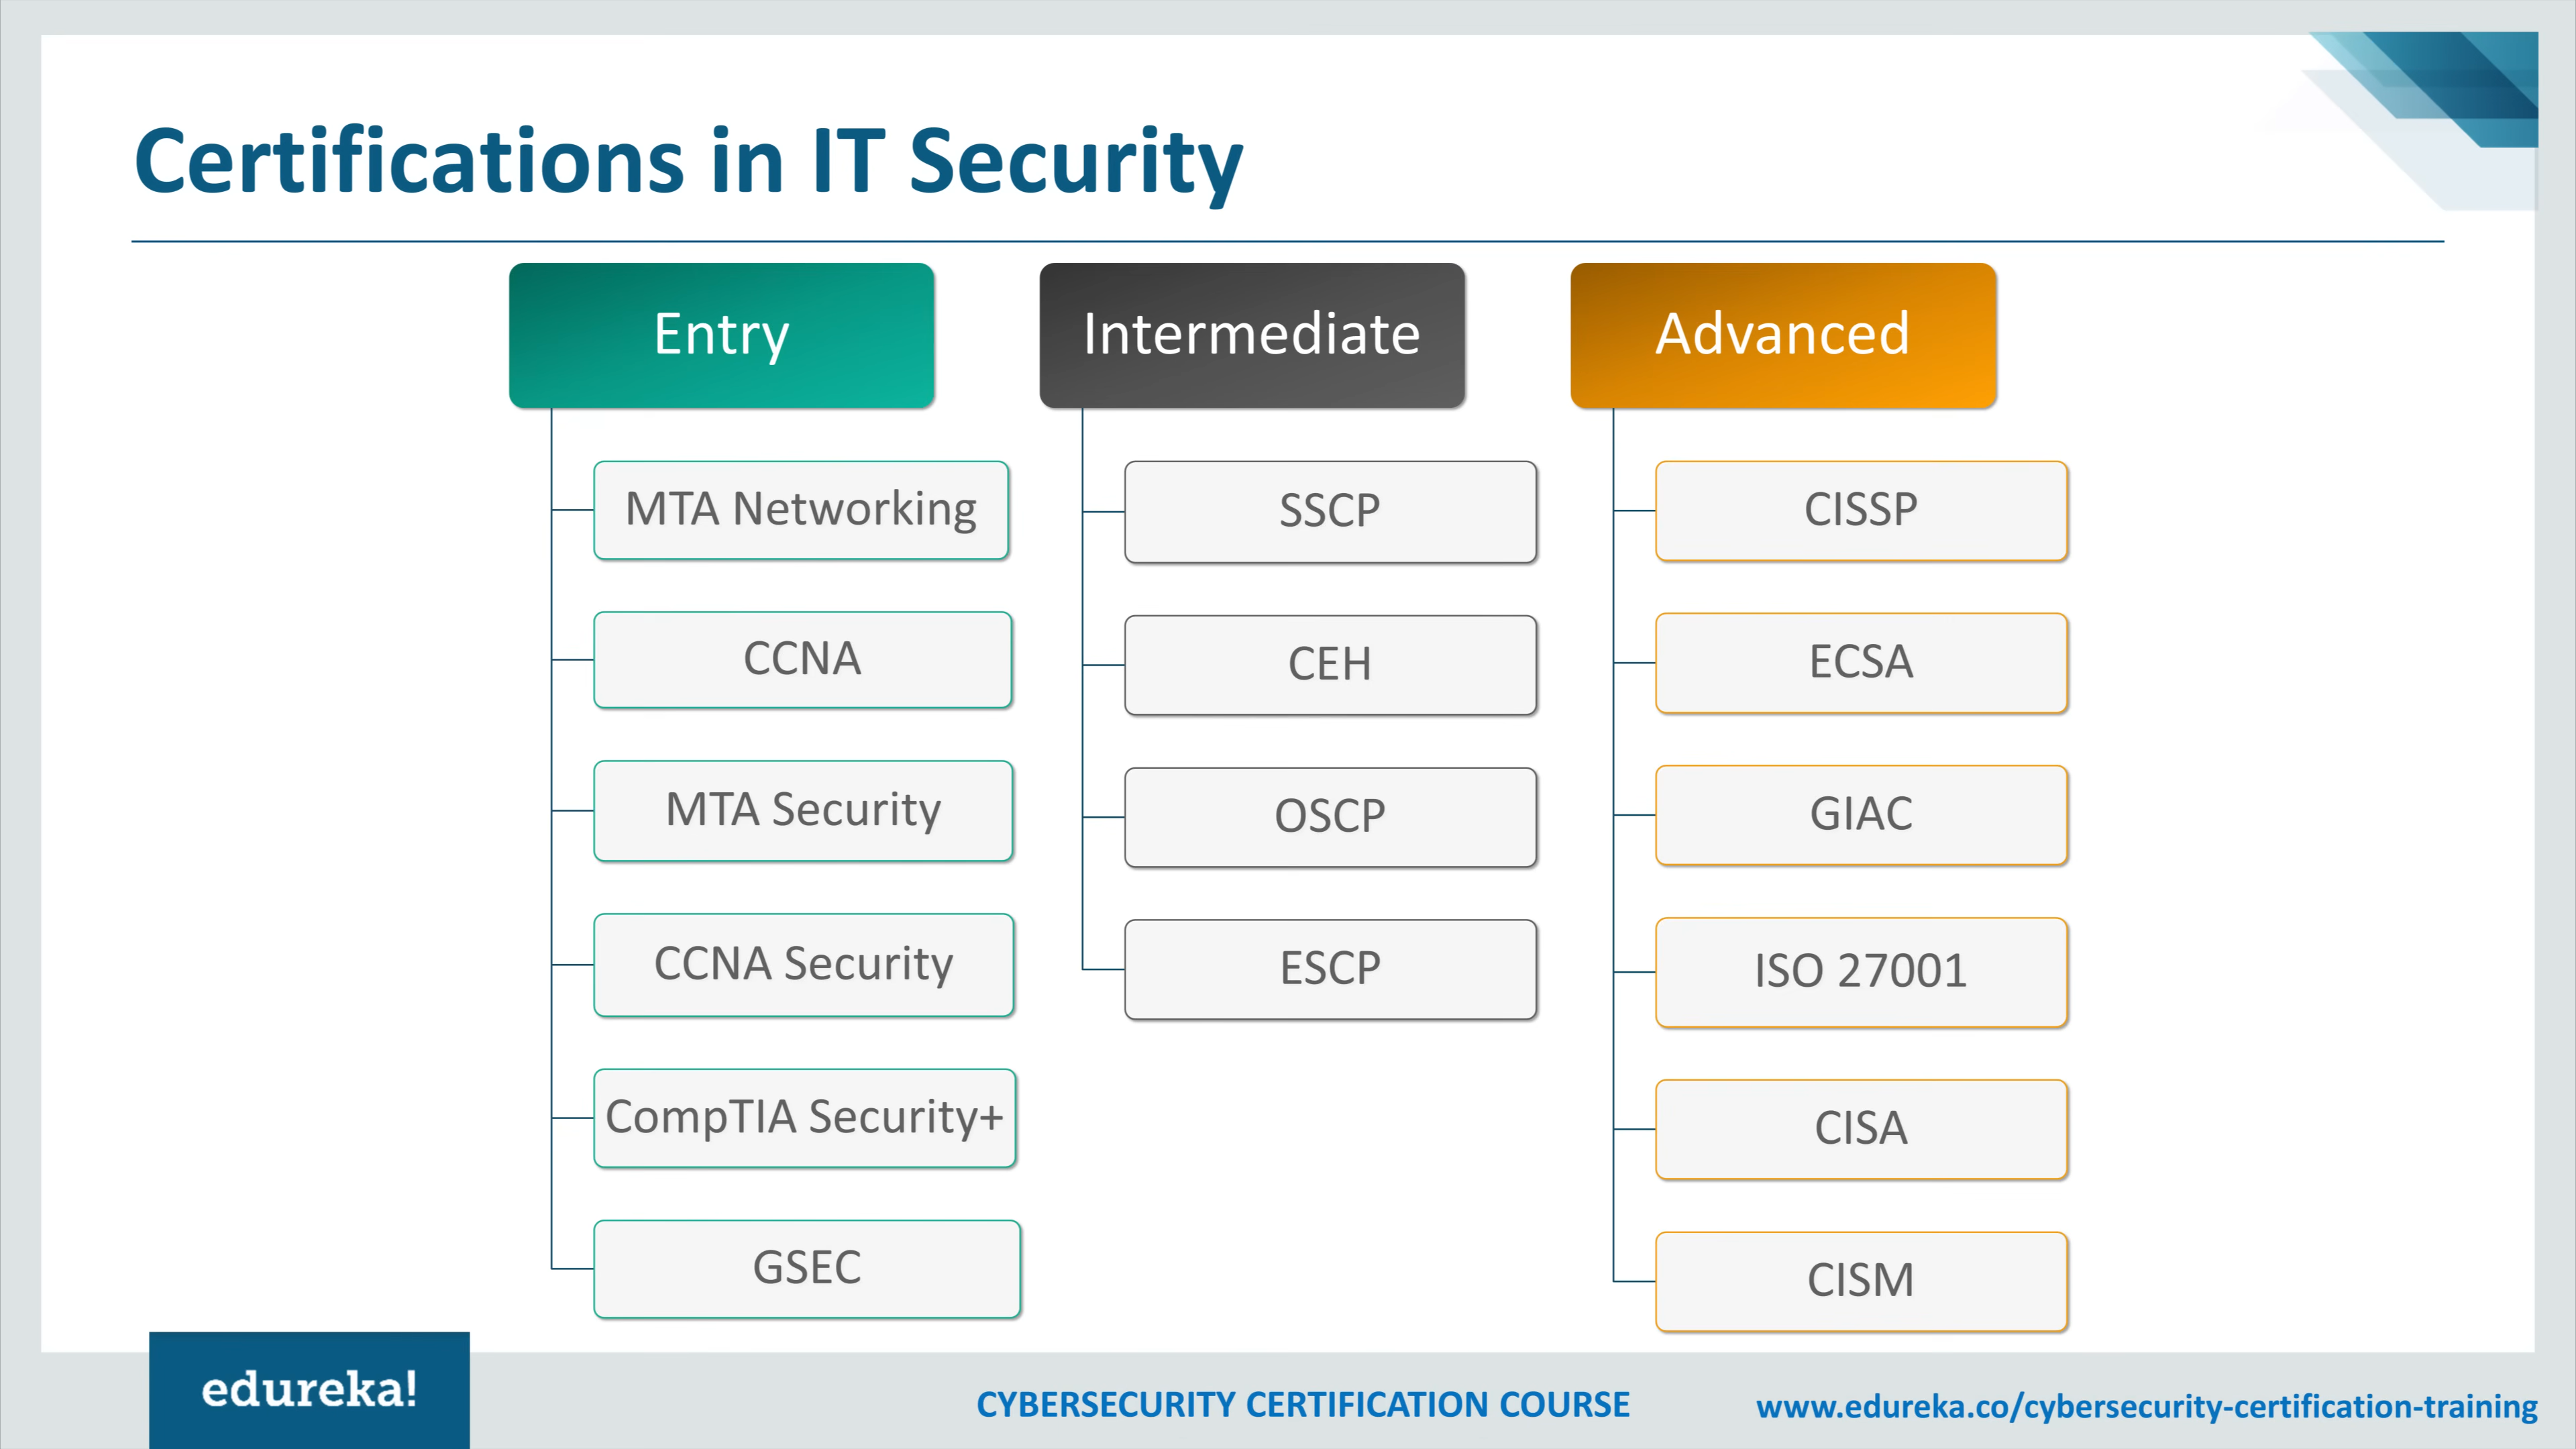 Certifications in IT Security
Entry
MTA Networking
CCNA
MTA Security
CCNA Security
CompTIA Security+
GSEC
Intermediate
SSCP
CEH
OSCP
ESCP
Advanced
CISSP
ECSA
GIAC
ISO 27001
CISA
CISM
edureka!
CYBERSECURITY CERTIFICATION COURSE
www.edureka.co/cybersecurity-certification-training